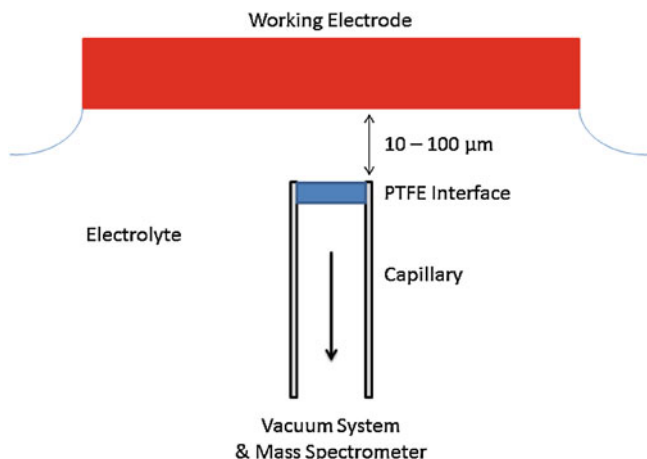 Working Electrode
10 – 100 µm
PTFE Interface
Electrolyte
Capillary
Vacuum System
& Mass Spectrometer